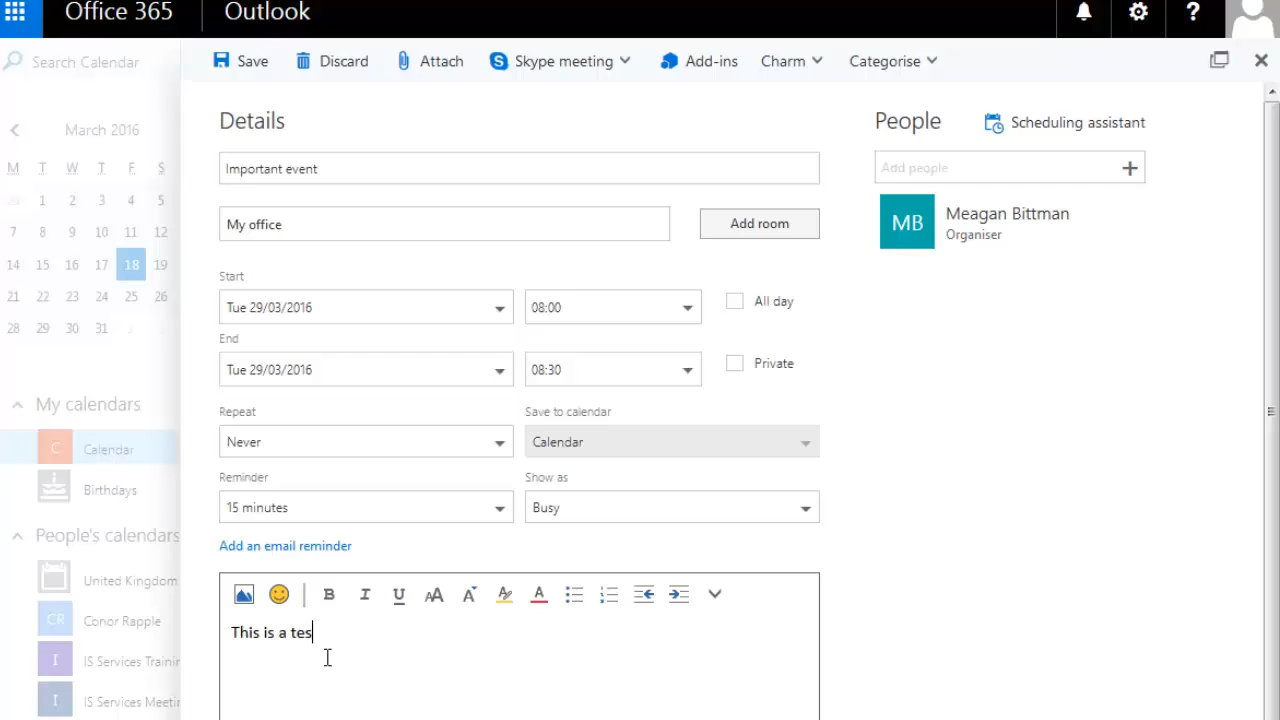 Office 365 Outlook ?
Search Calendar
Save Discard Attach Skype meeting Add-ins Charm Categorise
March 2016
M T W T F S
29 1 2 3 4 5
7 8 9 10 11 12
14 15 16 17 18 19
21 22 23 24 25 26
28 29 30 31 1 2
My calendars
C Calendar
Birthdays
People's calendars
United Kingdom
CR Conor Rapple
I IS Services Trainin
I IS Services Meetin
Details
Important event
My office Add room
Start
Tue 29/03/2016 08:00 All day
End
Tue 29/03/2016 08:30 Private
Repeat Save to calendar
Never Calendar
Reminder Show as
15 minutes Busy
Add an email reminder
B I U AA A A
This is a tes
People Scheduling assistant
Add people
MB Meagan Bittman
Organiser